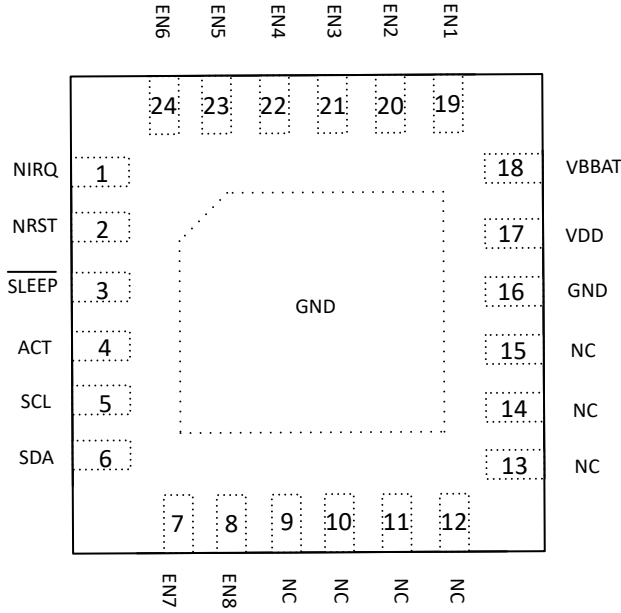 EN6 EN5 EN4 EN3 EN2 EN1
24 23 22 21 20 19
NIRQ 1 18 VBBAT
NRST 2 17 VDD
SLEEP 3 16 GND
GND
ACT 4 15 NC
SCL 5 14 NC
SDA 6 13 NC
7 8 9 10 11 12
EN7 EN8 NC NC NC NC